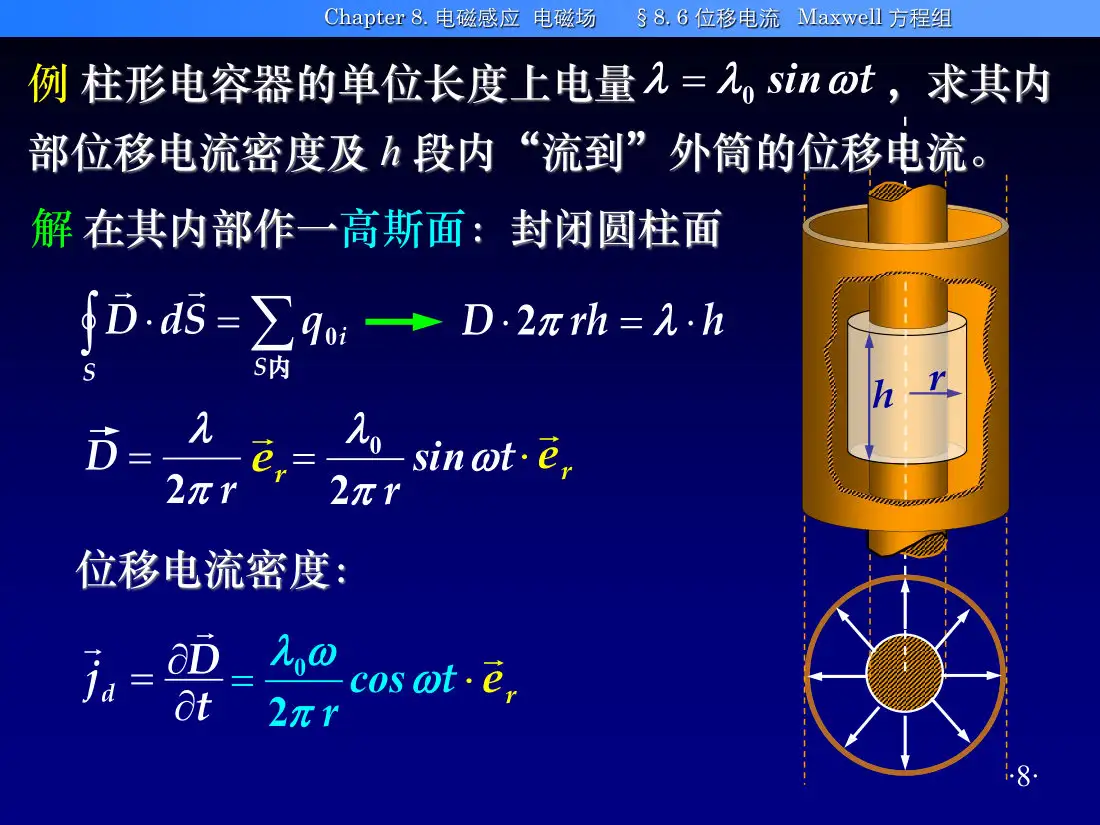 Chapter 8. 电磁感应 电磁场 §8. 6 位移电流 Maxwell 方程组
例 柱形电容器的单位长度上电量 λ = λ₀ sin ωt ，求其内
部位移电流密度及 h 段内“流到”外筒的位移电流。
解 在其内部作一高斯面：封闭圆柱面
∮_S D⃗ · dS⃗ = ∑_{S内} q₀ᵢ → D · 2π rh = λ · h
h r
D⃗ = λ / 2π r e⃗ᵣ = λ₀ / 2π r sin ωt · e⃗ᵣ
位移电流密度：
j⃗_d = ∂D⃗ / ∂t = λ₀ω / 2π r cos ωt · e⃗ᵣ
·8·